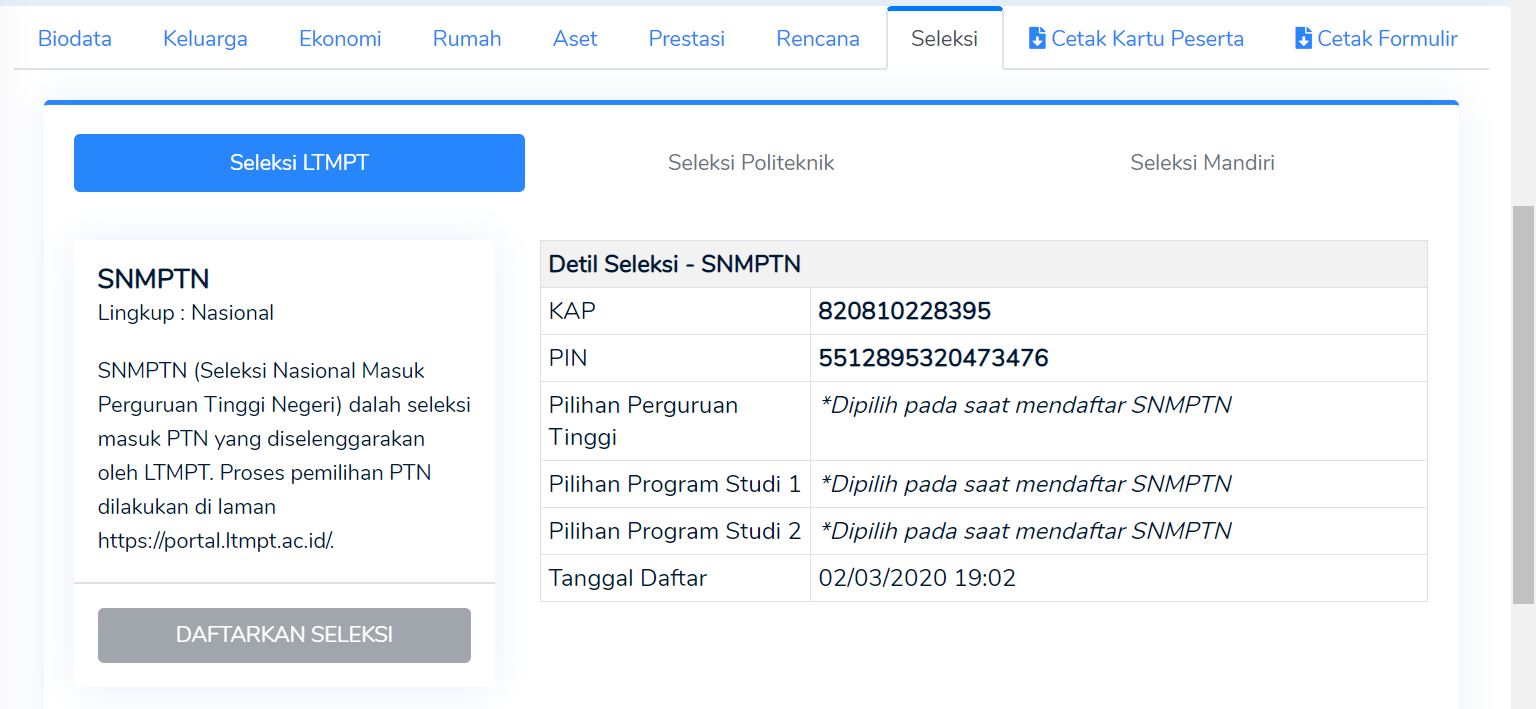 Biodata Keluarga Ekonomi Rumah Aset Prestasi Rencana Seleksi Cetak Kartu Peserta Cetak Formulir
Seleksi LTMPT Seleksi Politeknik Seleksi Mandiri
SNMPTN
Lingkup : Nasional
SNMPTN (Seleksi Nasional Masuk
Perguruan Tinggi Negeri) dalah seleksi
masuk PTN yang diselenggarakan
oleh LTMPT. Proses pemilihan PTN
dilakukan di laman
https://portal.ltmpt.ac.id/.
DAFTARKAN SELEKSI
Detil Seleksi - SNMPTN
KAP 820810228395
PIN 5512895320473476
Pilihan Perguruan *Dipilih pada saat mendaftar SNMPTN
Tinggi
Pilihan Program Studi 1 *Dipilih pada saat mendaftar SNMPTN
Pilihan Program Studi 2 *Dipilih pada saat mendaftar SNMPTN
Tanggal Daftar 02/03/2020 19:02